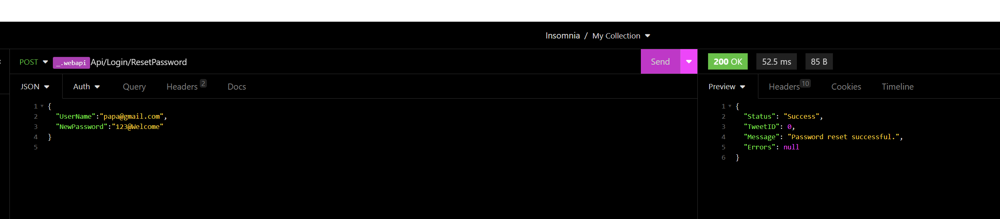 Insomnia / My Collection
POST _.webapi Api/Login/ResetPassword Send 200 OK 52.5 ms 85 B
JSON Auth Query Headers 2 Docs Preview Headers 10 Cookies Timeline
1 {
2 "UserName":"papa@gmail.com",
3 "NewPassword":"123@Welcome"
4 }
5
1 {
2 "Status": "Success",
3 "TweetID": 0,
4 "Message": "Password reset successful.",
5 "Errors": null
6 }